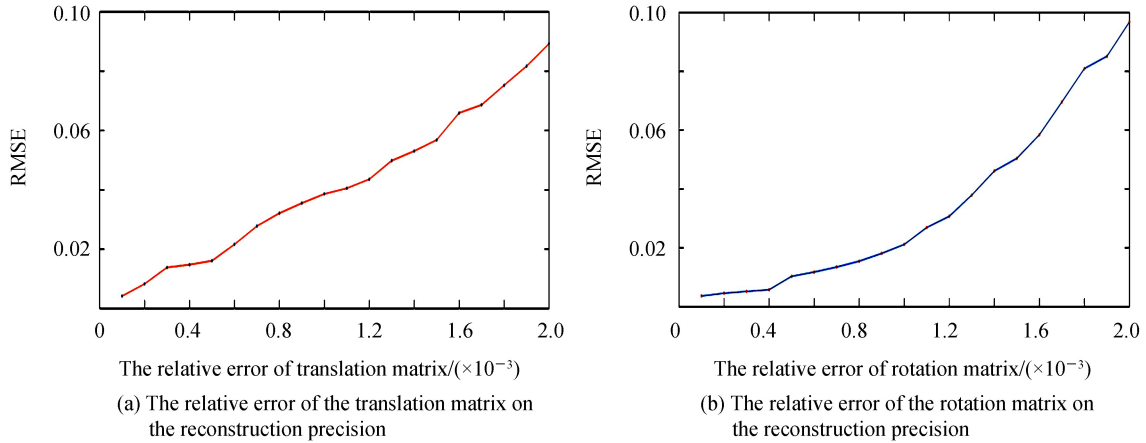 0.10
0.06
0.02
RMSE
0 0.4 0.8 1.2 1.6 2.0
The relative error of translation matrix/(×10⁻³)
(a) The relative error of the translation matrix on
the reconstruction precision
0.10
0.06
0.02
RMSE
0 0.4 0.8 1.2 1.6 2.0
The relative error of rotation matrix/(×10⁻³)
(b) The relative error of the rotation matrix on
the reconstruction precision